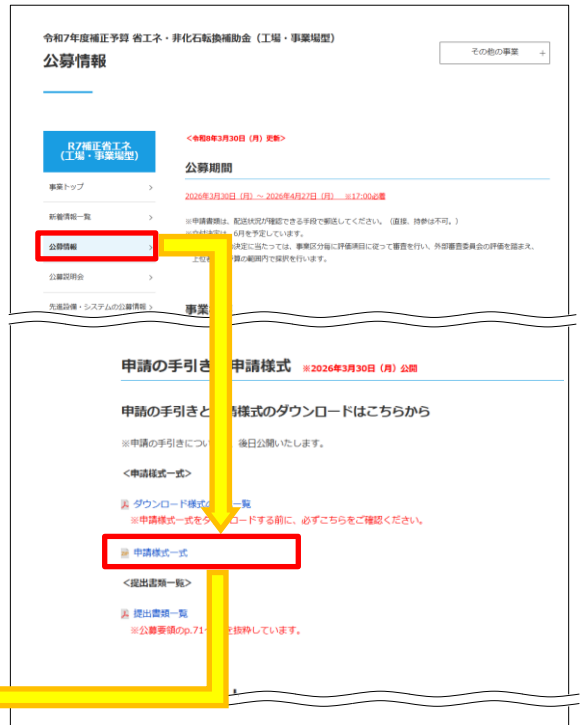 令和7年度補正予算 省エネ・非化石転換補助金（工場・事業場型）
公募情報
その他の事業 +
R7補正省エネ
（工場・事業場型）
事業トップ >
新着情報一覧 >
公募情報 >
公募説明会 >
先進設備・システムの公募情報 >
<令和8年3月30日（月）更新>
公募期間
2026年3月30日（月）～ 2026年4月27日（月） ※17:00必着
※申請書類は、配送状況が確認できる手段で郵送してください。（直接、持参は不可。）
6月を予定しています。
決定に当たっては、事業区分毎に評価項目に従って審査を行い、外部審査委員会の評価を踏まえ、
上位 算の範囲内で採択を行います。
事業
申請の手引き 申請様式 ※2026年3月30日（月）公開
申請の手引きと 請様式のダウンロードはこちらから
※申請の手引きについ 後日公開いたします。
<申請様式一式>
ダウンロード様式 一覧
※申請様式一式をダ ロードする前に、必ずこちらをご確認ください。
申請様式一式
<提出書類一覧>
提出書類一覧
※公募要領のp.71 を抜粋しています。